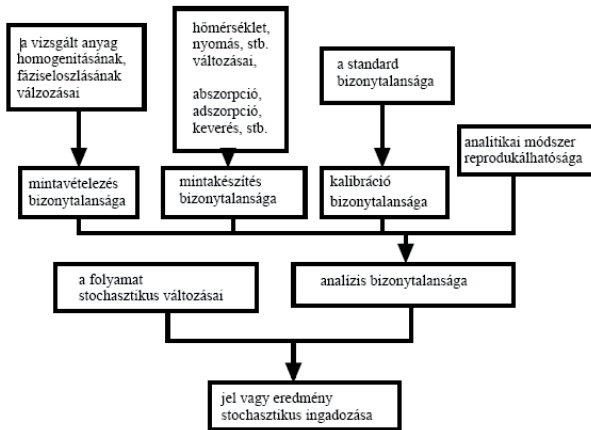 a vizsgált anyag
homogenitásának,
fáziseloszlásának
válzozásai
hőmérséklet,
nyomás, stb.
változásai,
abszorpció,
adszorpció,
keverés, stb.
a standard
bizonytalansága
analitikai módszer
reprodukálhatósága
mintavételezés
bizonytalansága
mintakészítés
bizonytalansága
kalibráció
bizonytalansága
a folyamat
stochasztikus változásai
analízis bizonytalansága
jel vagy eredmény
stochasztikus ingadozása